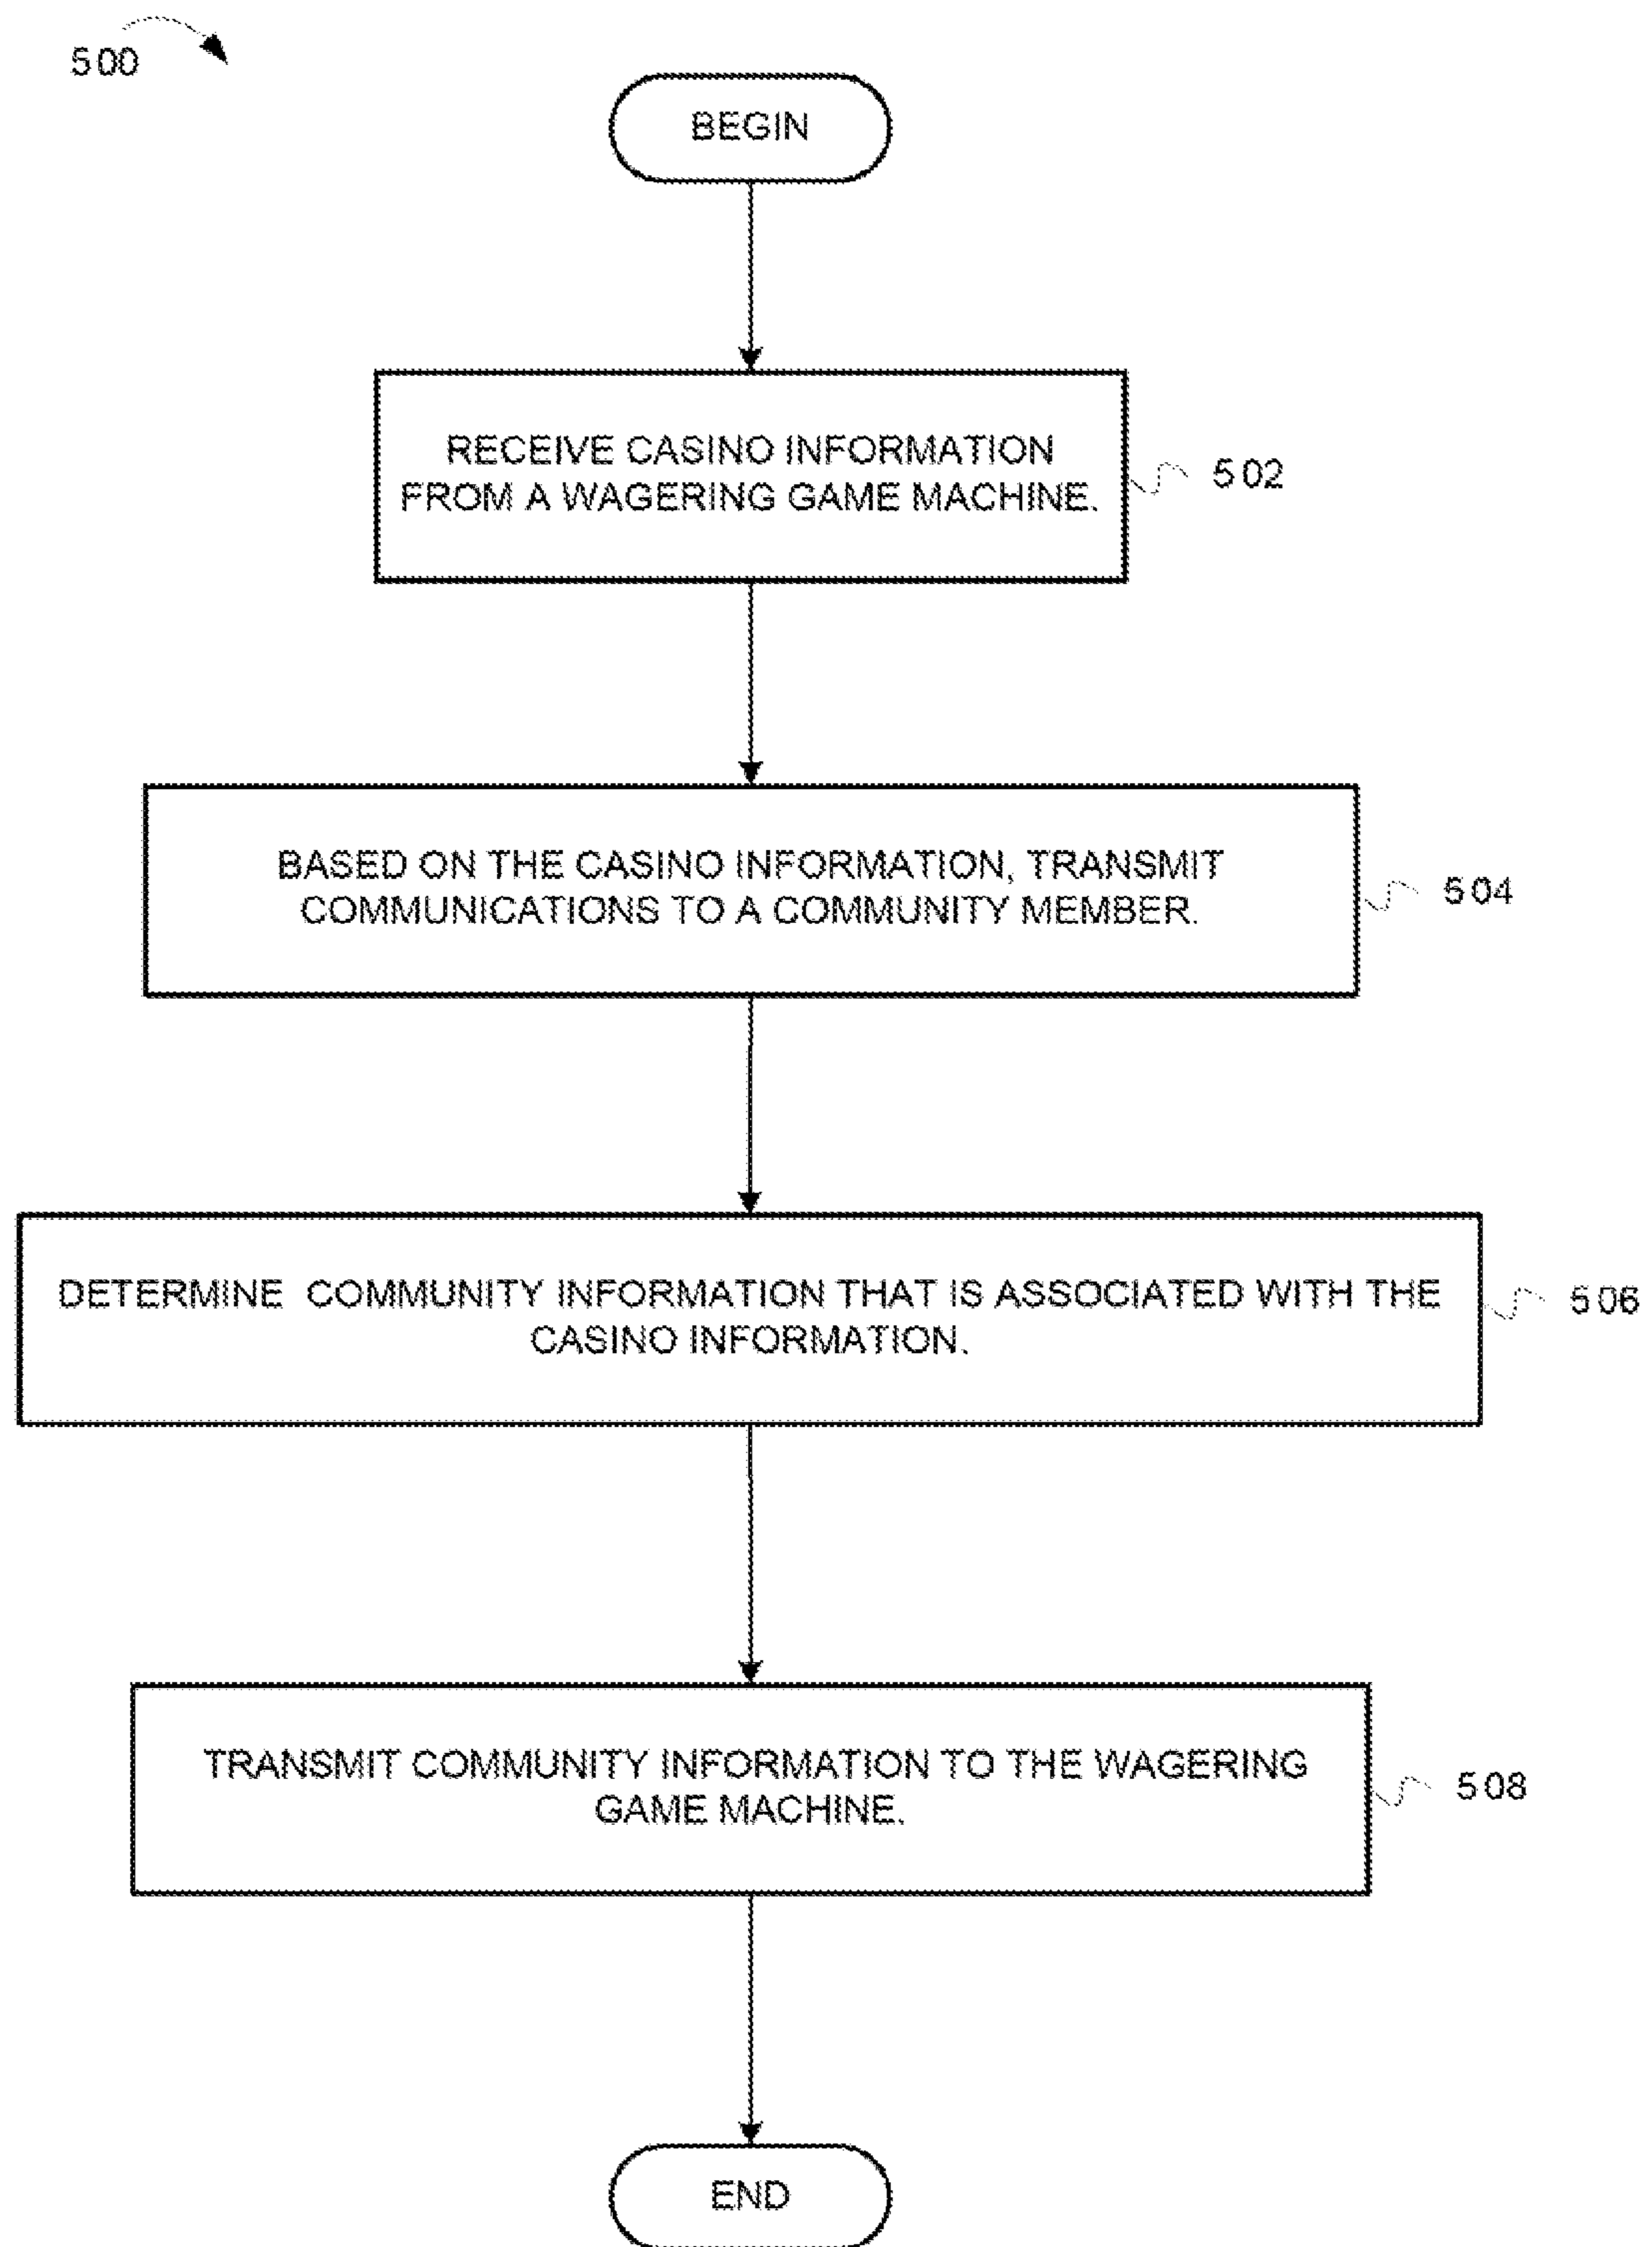 500
BEGIN
RECEIVE CASINO INFORMATION
FROM A WAGERING GAME MACHINE.
502
BASED ON THE CASINO INFORMATION, TRANSMIT
COMMUNICATIONS TO A COMMUNITY MEMBER.
504
DETERMINE COMMUNITY INFORMATION THAT IS ASSOCIATED WITH THE
CASINO INFORMATION.
506
TRANSMIT COMMUNITY INFORMATION TO THE WAGERING
GAME MACHINE.
508
END